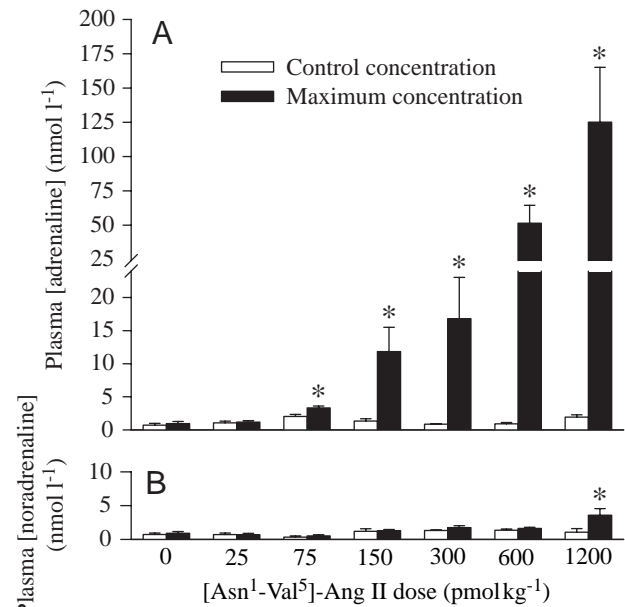 200
A
175
Control concentration
150
Maximum concentration
*
125
100
75
*
50
25
Plasma [adrenaline] (nmol l⁻¹)
20
*
15
*
10
5
*
0
Plasma [noradrenaline]
(nmol l⁻¹)
10
B
5
*
0
0 25 75 150 300 600 1200
[Asn¹-Val⁵]-Ang II dose (pmol kg⁻¹)